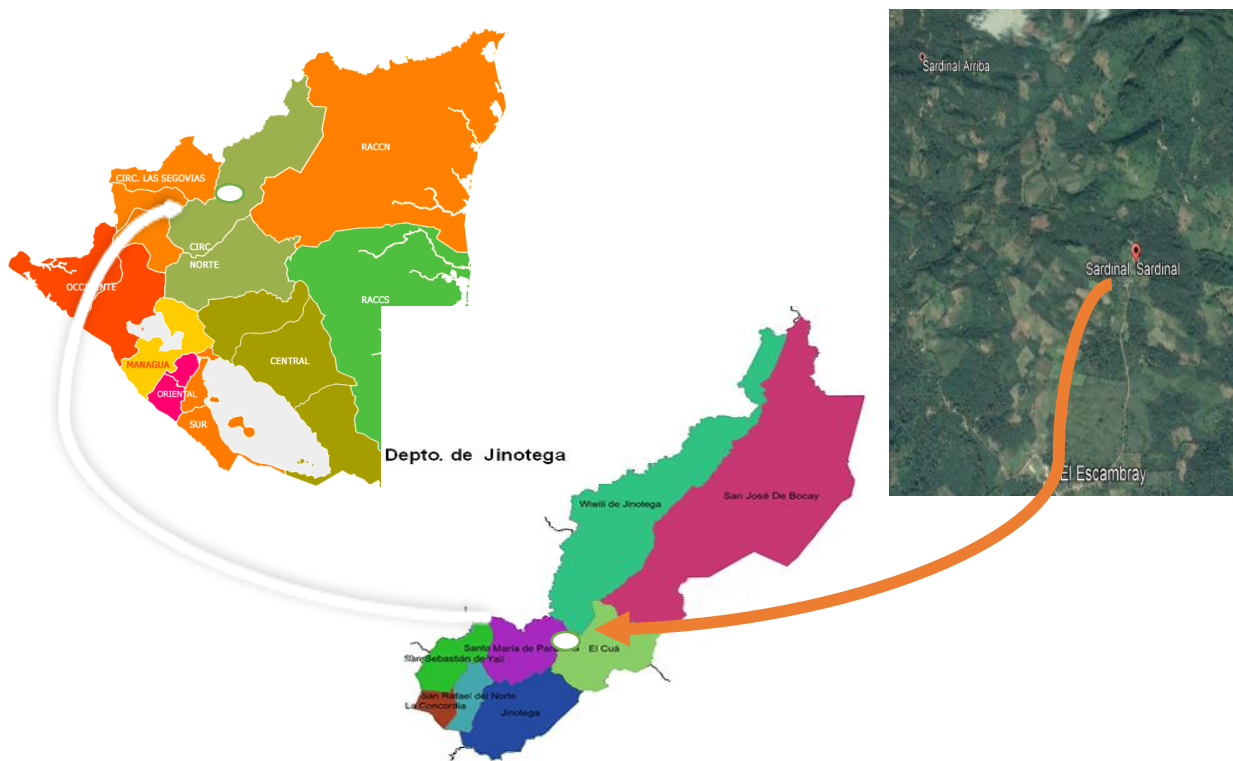 RACCN
CIRC. LAS SEGOVIAS
CIRC.
NORTE
OCCIDENTE
RACCS
MANAGUA
CENTRAL
ORIENTAL
SUR
Sardinal Arriba
Sardinal Sardinal
El Escambray
Depto. de Jinotega
Wiwilí de Jinotega
San José De Bocay
Santa María de
El Cuá
San Sebastián de Yalí
San Rafael del Norte
La Concordia
Jinotega